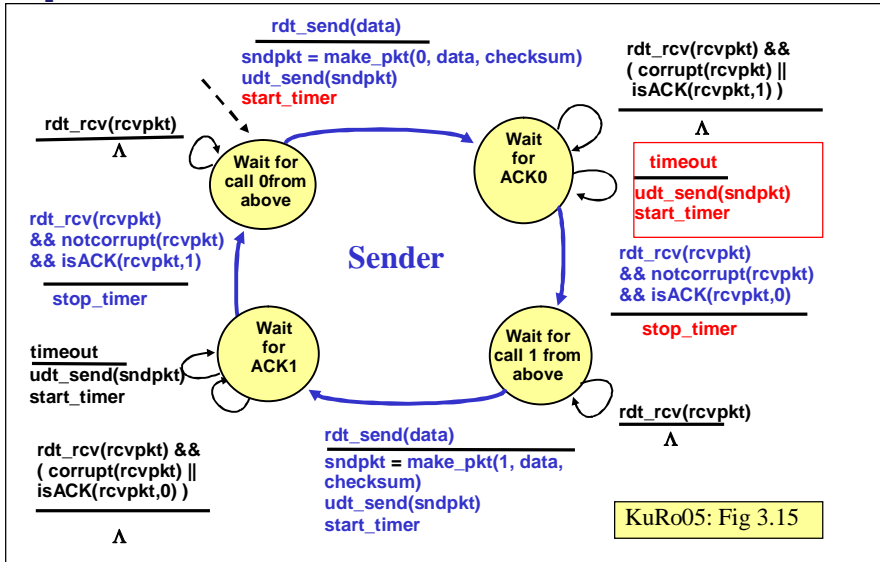 rdt_send(data)
sndpkt = make_pkt(0, data, checksum)
udt_send(sndpkt)
start_timer
rdt_rcv(rcvpkt) &&
( corrupt(rcvpkt) ||
isACK(rcvpkt,1) )
Λ
rdt_rcv(rcvpkt)
Λ
Wait for
call 0from
above
Wait
for
ACK0
timeout
udt_send(sndpkt)
start_timer
rdt_rcv(rcvpkt)
&& notcorrupt(rcvpkt)
&& isACK(rcvpkt,1)
stop_timer
Sender
rdt_rcv(rcvpkt)
&& notcorrupt(rcvpkt)
&& isACK(rcvpkt,0)
stop_timer
Wait
for
ACK1
Wait for
call 1 from
above
timeout
udt_send(sndpkt)
start_timer
rdt_rcv(rcvpkt)
Λ
rdt_rcv(rcvpkt) &&
( corrupt(rcvpkt) ||
isACK(rcvpkt,0) )
Λ
rdt_send(data)
sndpkt = make_pkt(1, data,
checksum)
udt_send(sndpkt)
start_timer
KuRo05: Fig 3.15